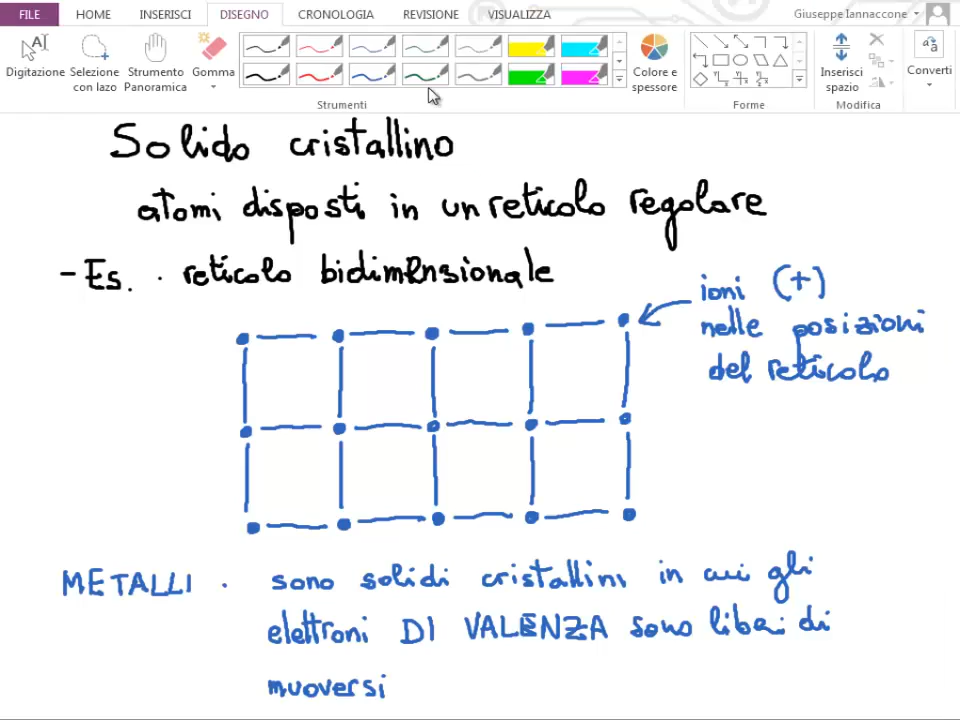 FILE HOME INSERISCI DISEGNO CRONOLOGIA REVISIONE VISUALIZZA Giuseppe Iannaccone
Digitazione Selezione con lazo Strumento Panoramica Gomma Colore e spessore Inserisci spazio Converti
Strumenti Forme Modifica
Solido cristallino
atomi disposti in un reticolo regolare
- Es. . reticolo bidimensionale
ioni (+)
nelle posizioni
del reticolo
METALLI . sono solidi cristallini in cui gli
elettroni DI VALENZA sono liberi di
muoversi